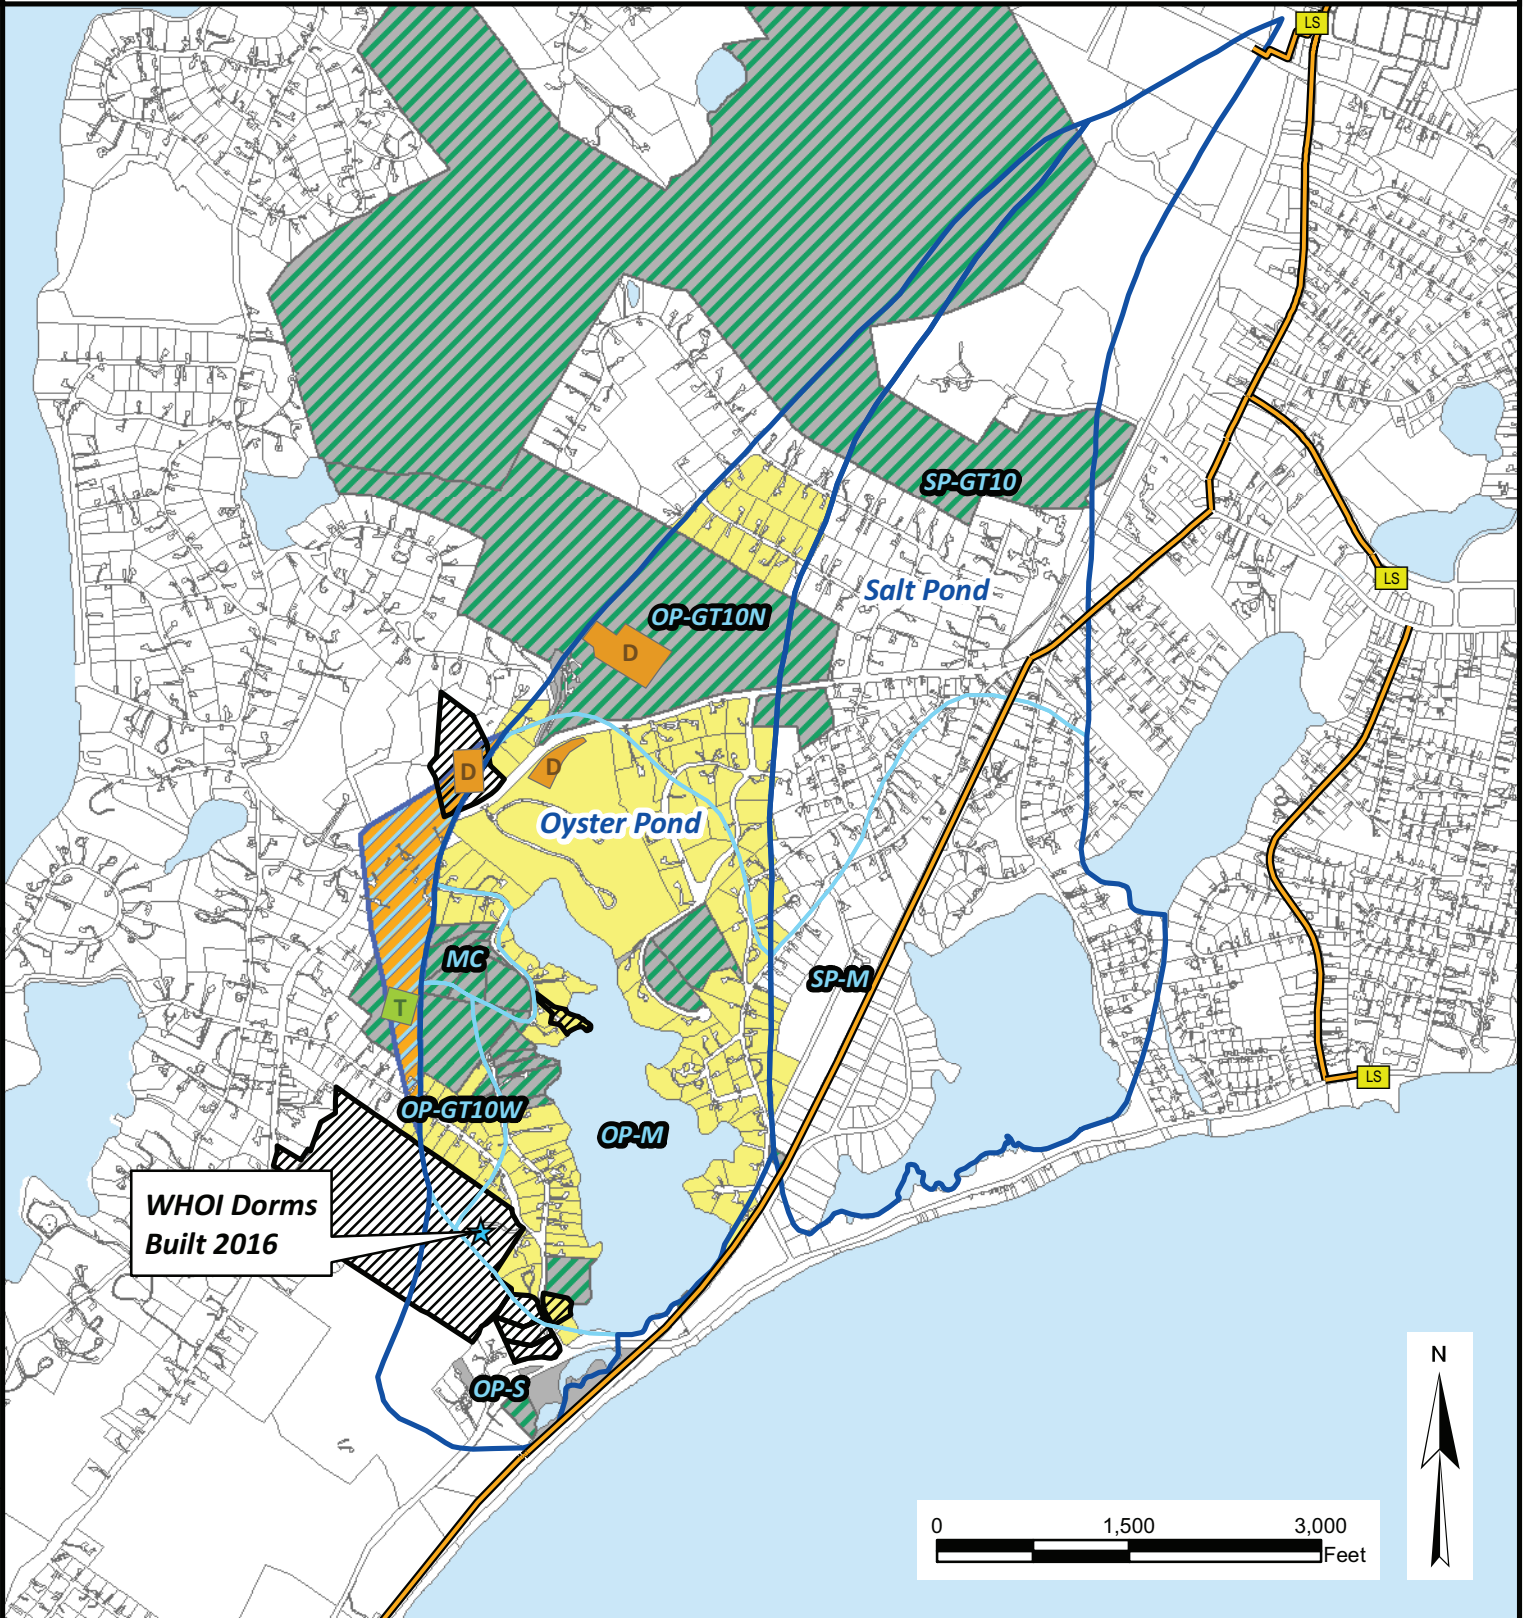 LS
SP-GT10
LS
Salt Pond
OP-GT10N
D
D
D
Oyster Pond
MC
SP-M
T
LS
OP-GT10W
OP-M
WHOI Dorms
Built 2016
OP-S
N
0 1,500 3,000
Feet